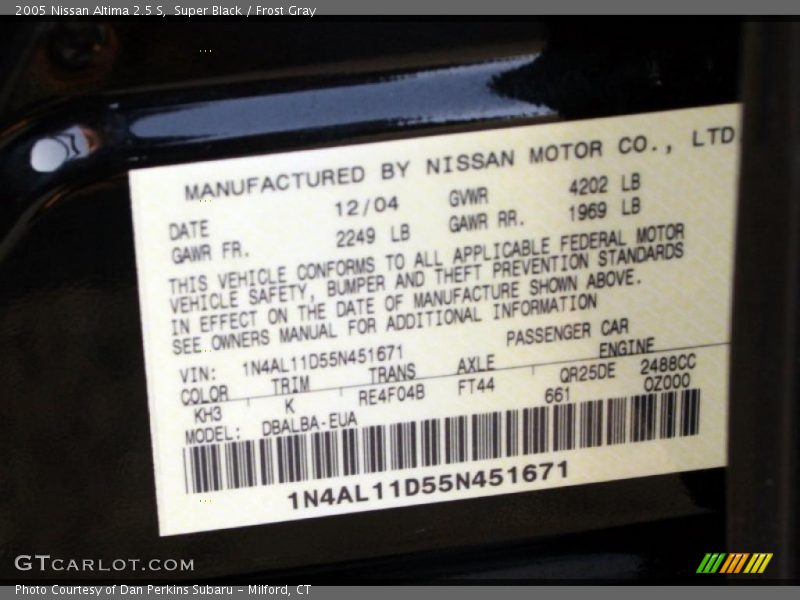 2005 Nissan Altima 2.5 S, Super Black / Frost Gray
MANUFACTURED BY NISSAN MOTOR CO., LTD
DATE 12/04 GVWR 4202 LB
GAWR FR. 2249 LB GAWR RR. 1969 LB
THIS VEHICLE CONFORMS TO ALL APPLICABLE FEDERAL MOTOR
VEHICLE SAFETY, BUMPER AND THEFT PREVENTION STANDARDS
IN EFFECT ON THE DATE OF MANUFACTURE SHOWN ABOVE.
SEE OWNERS MANUAL FOR ADDITIONAL INFORMATION
VIN: 1N4AL11D55N451671 PASSENGER CAR
COLOR TRIM TRANS AXLE ENGINE
KH3 K RE4F04B FT44 QR25DE 2488CC
MODEL: DBALBA-EUA 661 OZ000
1N4AL11D55N451671
GTCARLOT.COM
Photo Courtesy of Dan Perkins Subaru - Milford, CT